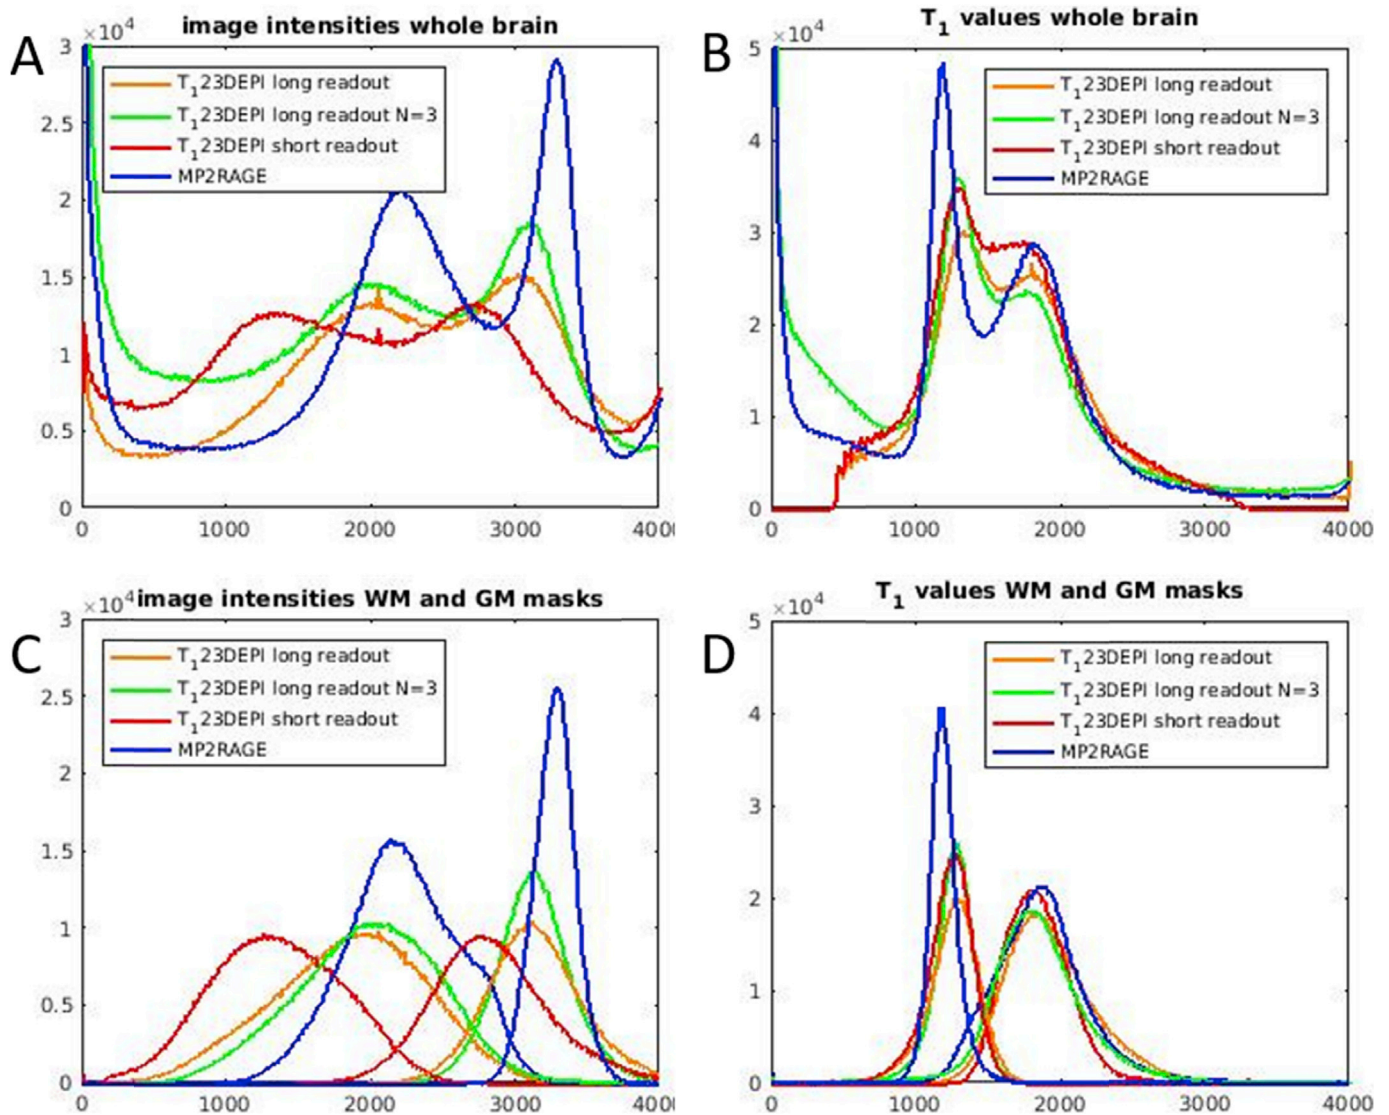 A
image intensities whole brain
×10⁴
3
2.5
2
1.5
1
0.5
0
0 1000 2000 3000 4000
T₁23DEPI long readout
T₁23DEPI long readout N=3
T₁23DEPI short readout
MP2RAGE
B
T₁ values whole brain
×10⁴
5
4
3
2
1
0
0 1000 2000 3000 4000
T₁23DEPI long readout
T₁23DEPI long readout N=3
T₁23DEPI short readout
MP2RAGE
C
×10⁴ image intensities WM and GM masks
3
2.5
2
1.5
1
0.5
0
0 1000 2000 3000 4000
T₁23DEPI long readout
T₁23DEPI long readout N=3
T₁23DEPI short readout
MP2RAGE
D
T₁ values WM and GM masks
×10⁴
5
4
3
2
1
0
0 1000 2000 3000 4000
T₁23DEPI long readout
T₁23DEPI long readout N=3
T₁23DEPI short readout
MP2RAGE